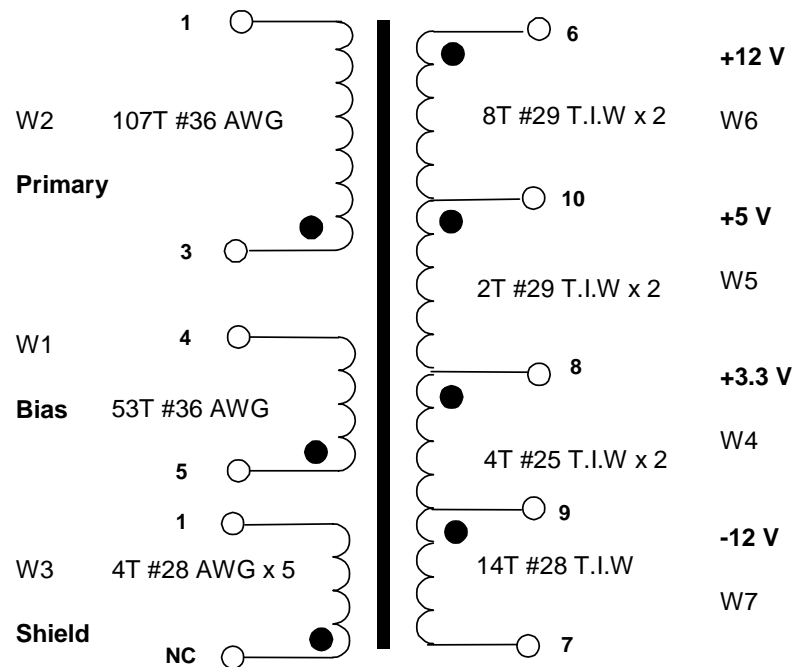 1
W2 107T #36 AWG
Primary
3
W1 4
Bias 53T #36 AWG
5
1
W3 4T #28 AWG x 5
Shield
NC
6
+12 V
8T #29 T.I.W x 2 W6
10
+5 V
2T #29 T.I.W x 2 W5
8
+3.3 V
4T #25 T.I.W x 2 W4
9
-12 V
14T #28 T.I.W
W7
7